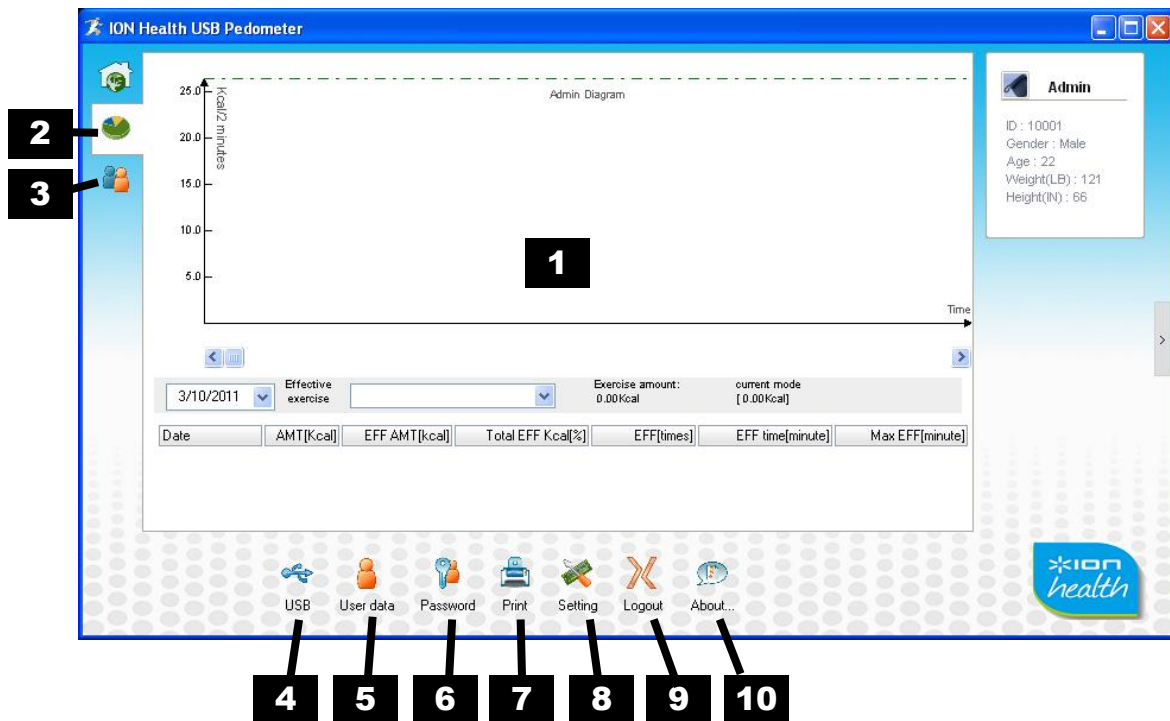 ION Health USB Pedometer
25.0
20.0
15.0
10.0
5.0
Kcal/2 minutes
Admin Diagram
Time
Admin
ID : 10001
Gender : Male
Age : 22
Weight(LB) : 121
Height(IN) : 66
2
3
1
3/10/2011
Effective
exercise
Exercise amount:
0.00Kcal
current mode
[ 0.00Kcal]
Date AMT[Kcal] EFF AMT[kcal] Total EFF Kcal[%] EFF[times] EFF time[minute] Max EFF[minute]
USB User data Password Print Setting Logout About...
ion
health
4 5 6 7 8 9 10